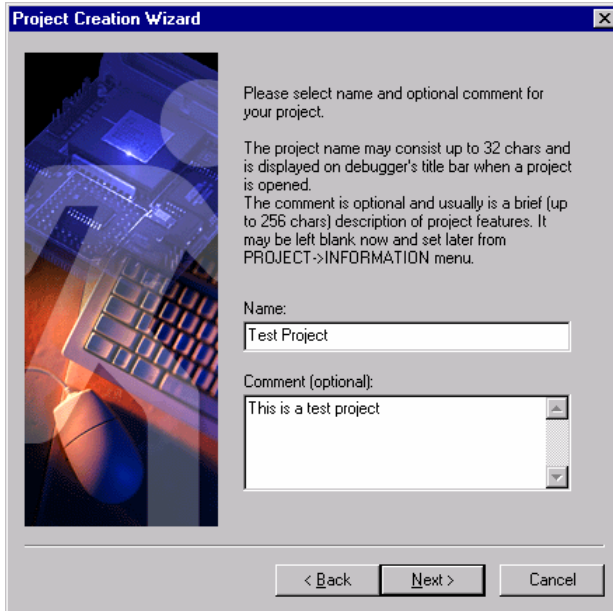 Project Creation Wizard
Please select name and optional comment for
your project.
The project name may consist up to 32 chars and
is displayed on debugger's title bar when a project
is opened.
The comment is optional and usually is a brief (up
to 256 chars) description of project features. It
may be left blank now and set later from
PROJECT->INFORMATION menu.
Name:
Test Project
Comment (optional):
This is a test project
< Back
Next >
Cancel